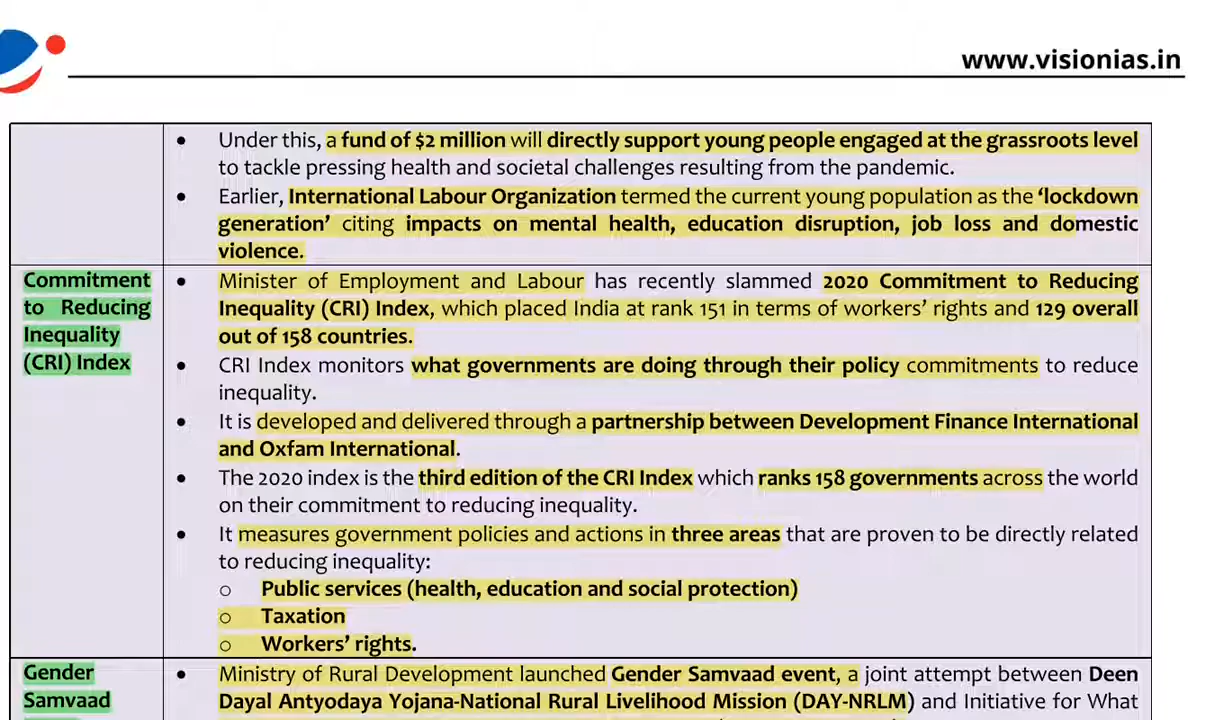 www.visionias.in
• Under this, a fund of $2 million will directly support young people engaged at the grassroots level
to tackle pressing health and societal challenges resulting from the pandemic.
• Earlier, International Labour Organization termed the current young population as the ‘lockdown
generation’ citing impacts on mental health, education disruption, job loss and domestic
violence.
Commitment
to Reducing
Inequality
(CRI) Index
• Minister of Employment and Labour has recently slammed 2020 Commitment to Reducing
Inequality (CRI) Index, which placed India at rank 151 in terms of workers’ rights and 129 overall
out of 158 countries.
• CRI Index monitors what governments are doing through their policy commitments to reduce
inequality.
• It is developed and delivered through a partnership between Development Finance International
and Oxfam International.
• The 2020 index is the third edition of the CRI Index which ranks 158 governments across the world
on their commitment to reducing inequality.
• It measures government policies and actions in three areas that are proven to be directly related
to reducing inequality:
o Public services (health, education and social protection)
o Taxation
o Workers’ rights.
Gender
Samvaad
• Ministry of Rural Development launched Gender Samvaad event, a joint attempt between Deen
Dayal Antyodaya Yojana-National Rural Livelihood Mission (DAY-NRLM) and Initiative for What